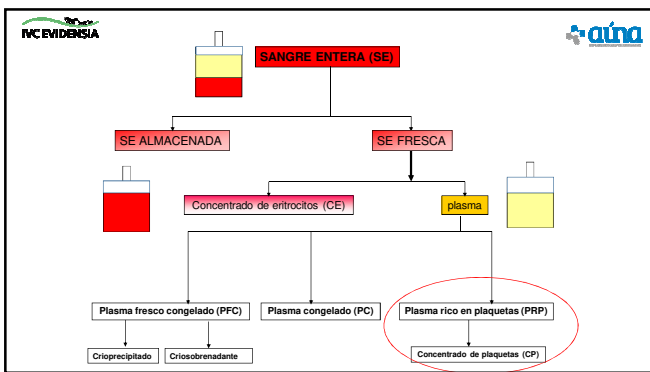 IVC EVIDENSIA
aúna
SANGRE ENTERA (SE)
SE ALMACENADA
SE FRESCA
Concentrado de eritrocitos (CE)
plasma
Plasma fresco congelado (PFC)
Plasma congelado (PC)
Plasma rico en plaquetas (PRP)
Crioprecipitado
Criosobrenadante
Concentrado de plaquetas (CP)